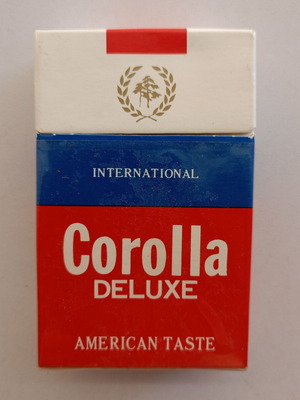 INTERNATIONAL
Corolla
DELUXE
AMERICAN TASTE